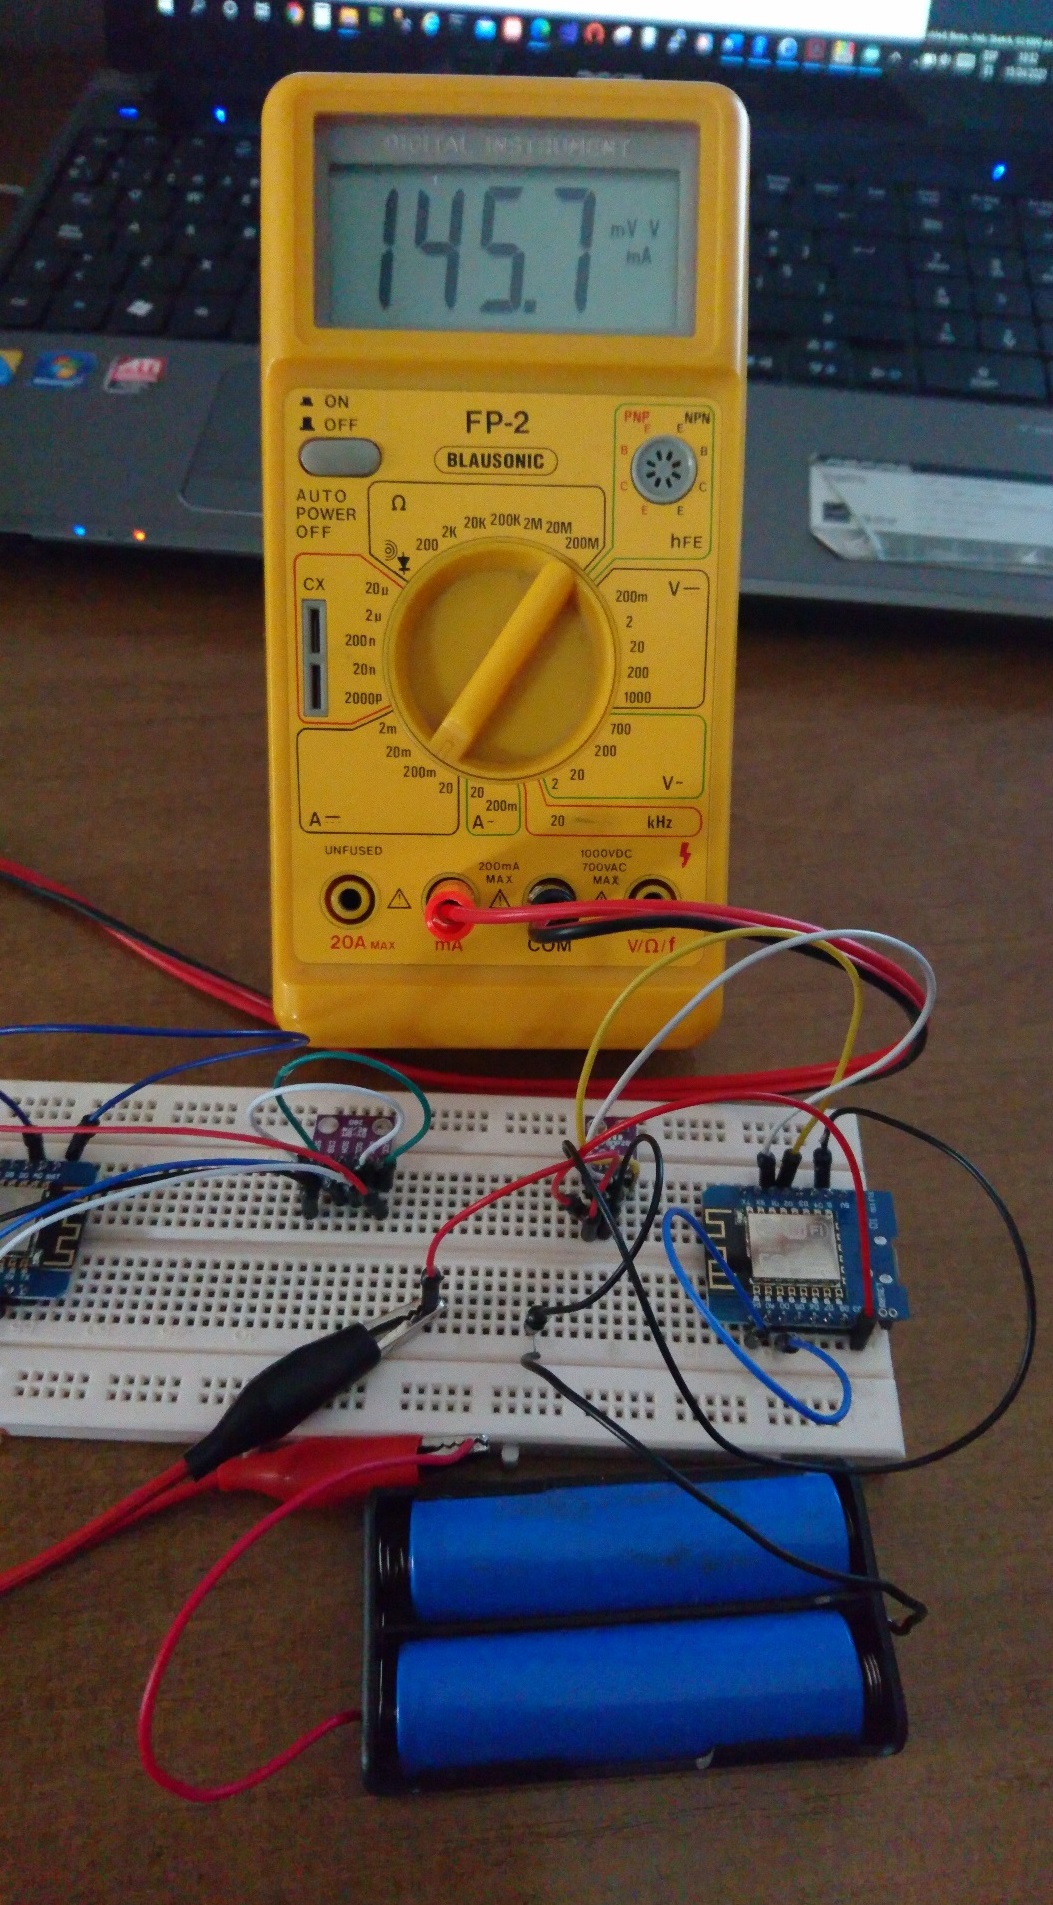 DIGITAL INSTRUMENT
145.7
mV V
mA
ON
OFF
FP-2
BLAUSONIC
AUTO
POWER
OFF
PNP
NPN
E
E
B
B
C
C
E
E
hFE
Ω
200
2K
20K
200K
2M
20M
200M
CX
20µ
2µ
200n
20n
2000P
V⎓
200m
2
20
200
1000
2m
20m
200m
20
A⎓
20
200m
A~
700
200
20
2
V~
20
kHz
UNFUSED
200mA
MAX
1000VDC
700VAC
MAX
20A MAX
mA
COM
V/Ω/f
ATI